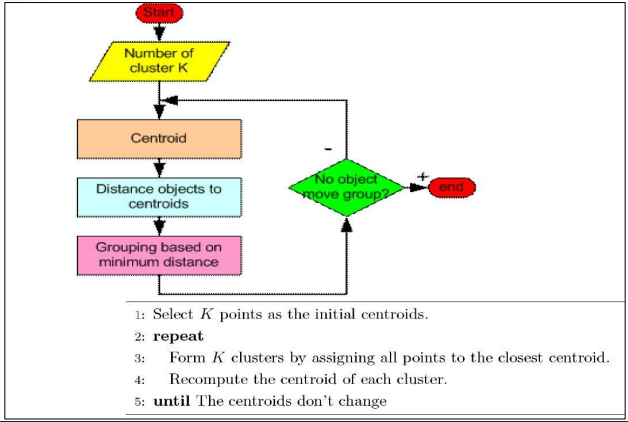 Start
Number of
cluster K
Centroid
Distance objects to
centroids
Grouping based on
minimum distance
-
No object
move group?
+
end
1: Select K points as the initial centroids.
2: repeat
3: Form K clusters by assigning all points to the closest centroid.
4: Recompute the centroid of each cluster.
5: until The centroids don't change